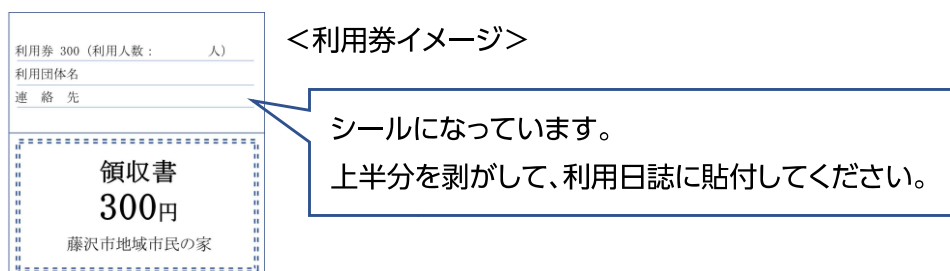 ＜利用券イメージ＞
利用券 300（利用人数： 人）
利用団体名
連 絡 先
シールになっています。
上半分を剥がして、利用日誌に貼付してください。
領収書
300円
藤沢市地域市民の家